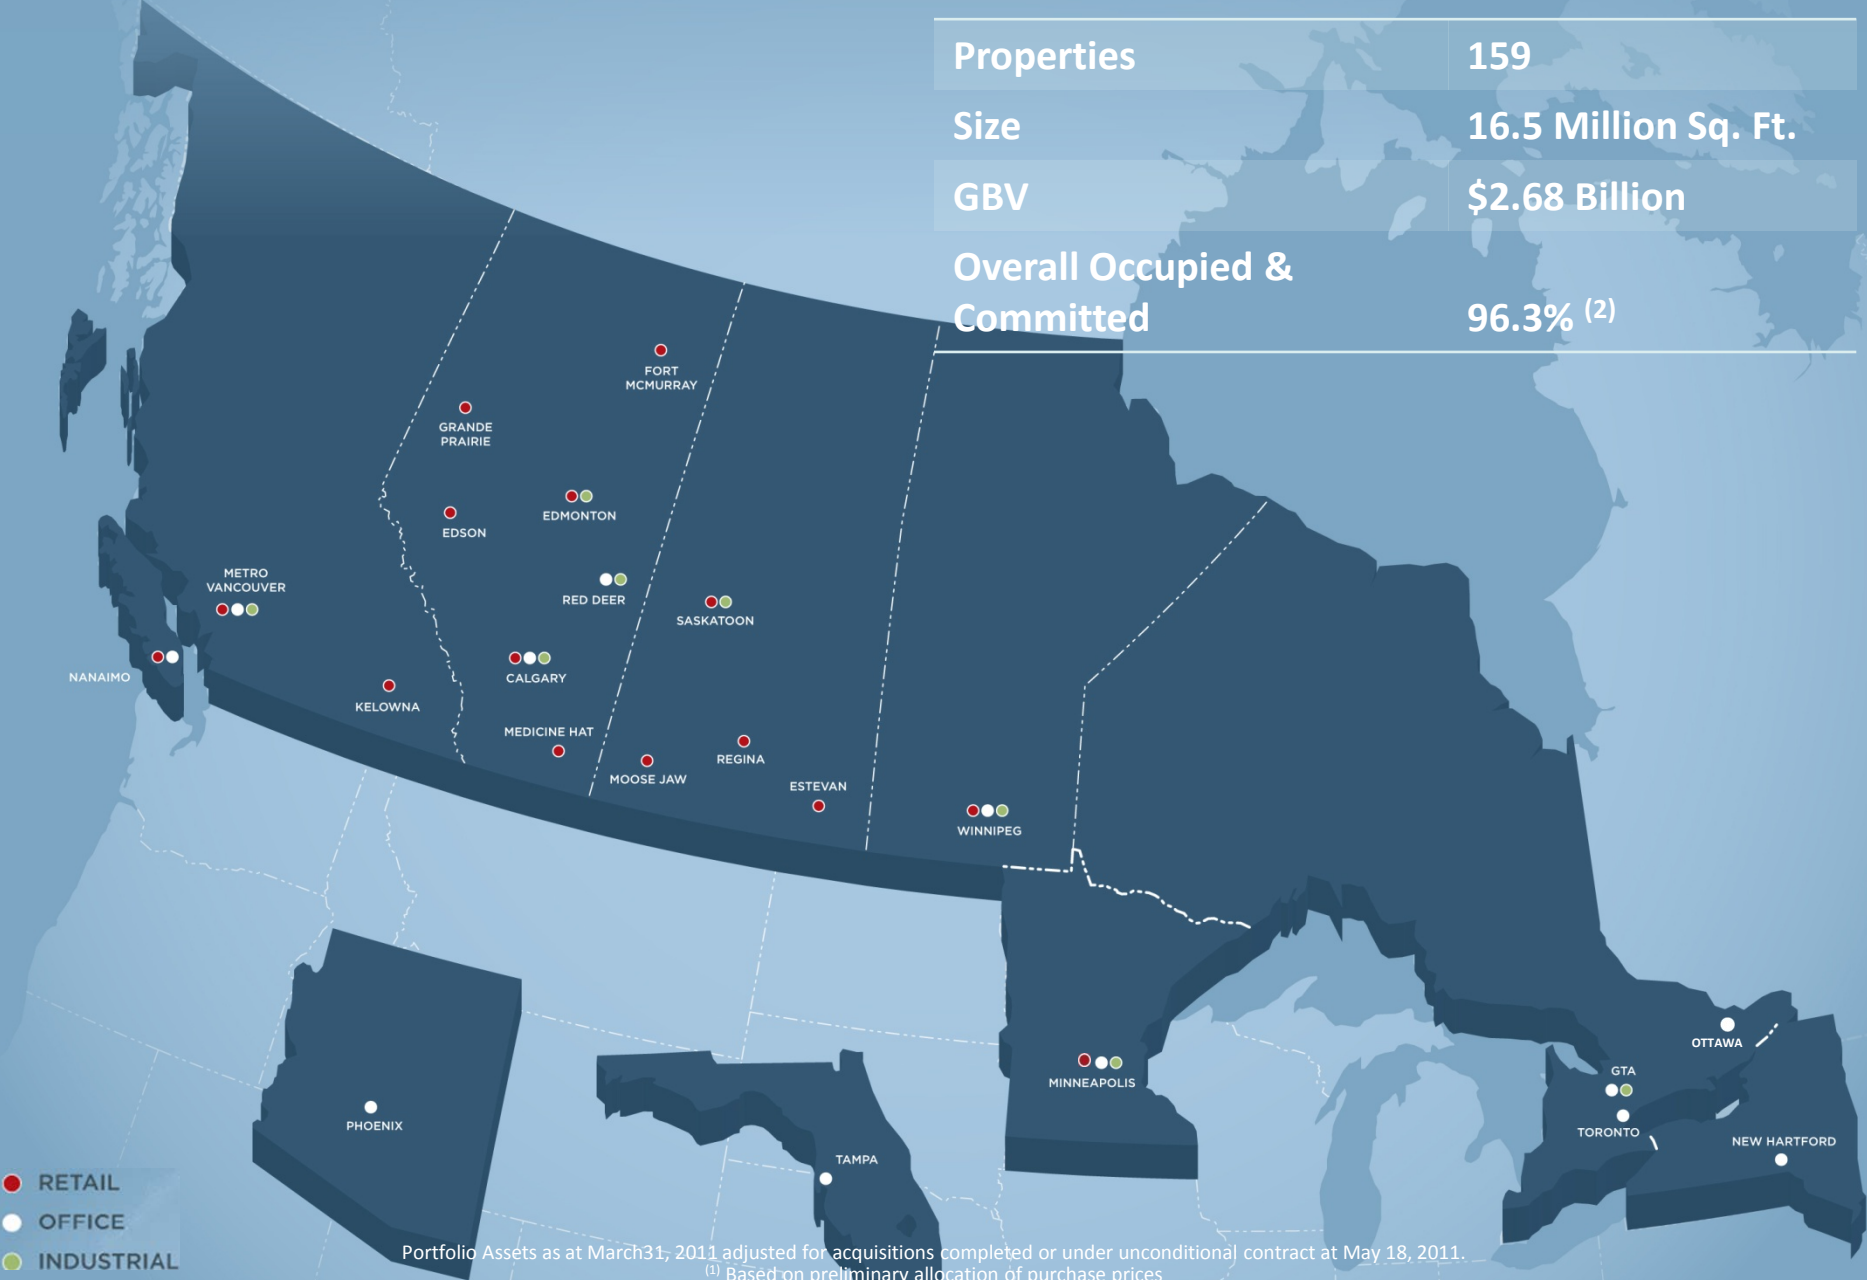 Properties 159
Size 16.5 Million Sq. Ft.
GBV $2.68 Billion
Overall Occupied &
Committed 96.3% (2)
FORT
MCMURRAY
GRANDE
PRAIRIE
EDMONTON
EDSON
METRO
VANCOUVER
RED DEER
SASKATOON
NANAIMO
CALGARY
KELOWNA
MEDICINE HAT
MOOSE JAW
REGINA
ESTEVAN
WINNIPEG
OTTAWA
MINNEAPOLIS
GTA
PHOENIX
TORONTO
NEW HARTFORD
TAMPA
RETAIL
OFFICE
INDUSTRIAL
Portfolio Assets as at March31, 2011 adjusted for acquisitions completed or under unconditional contract at May 18, 2011.
(1) Based on preliminary allocation of purchase prices